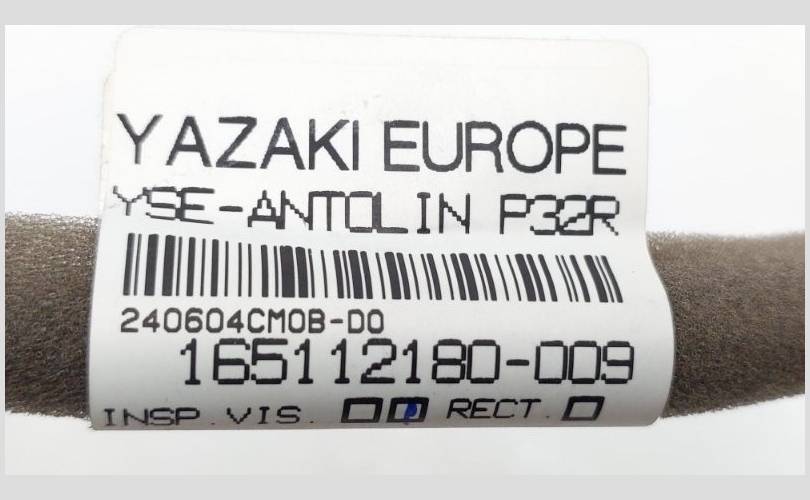 YAZAKI EUROPE
YSE-ANTOLIN P32R
240604CM0B-D0
165112180-009
INSP.VIS. RECT.